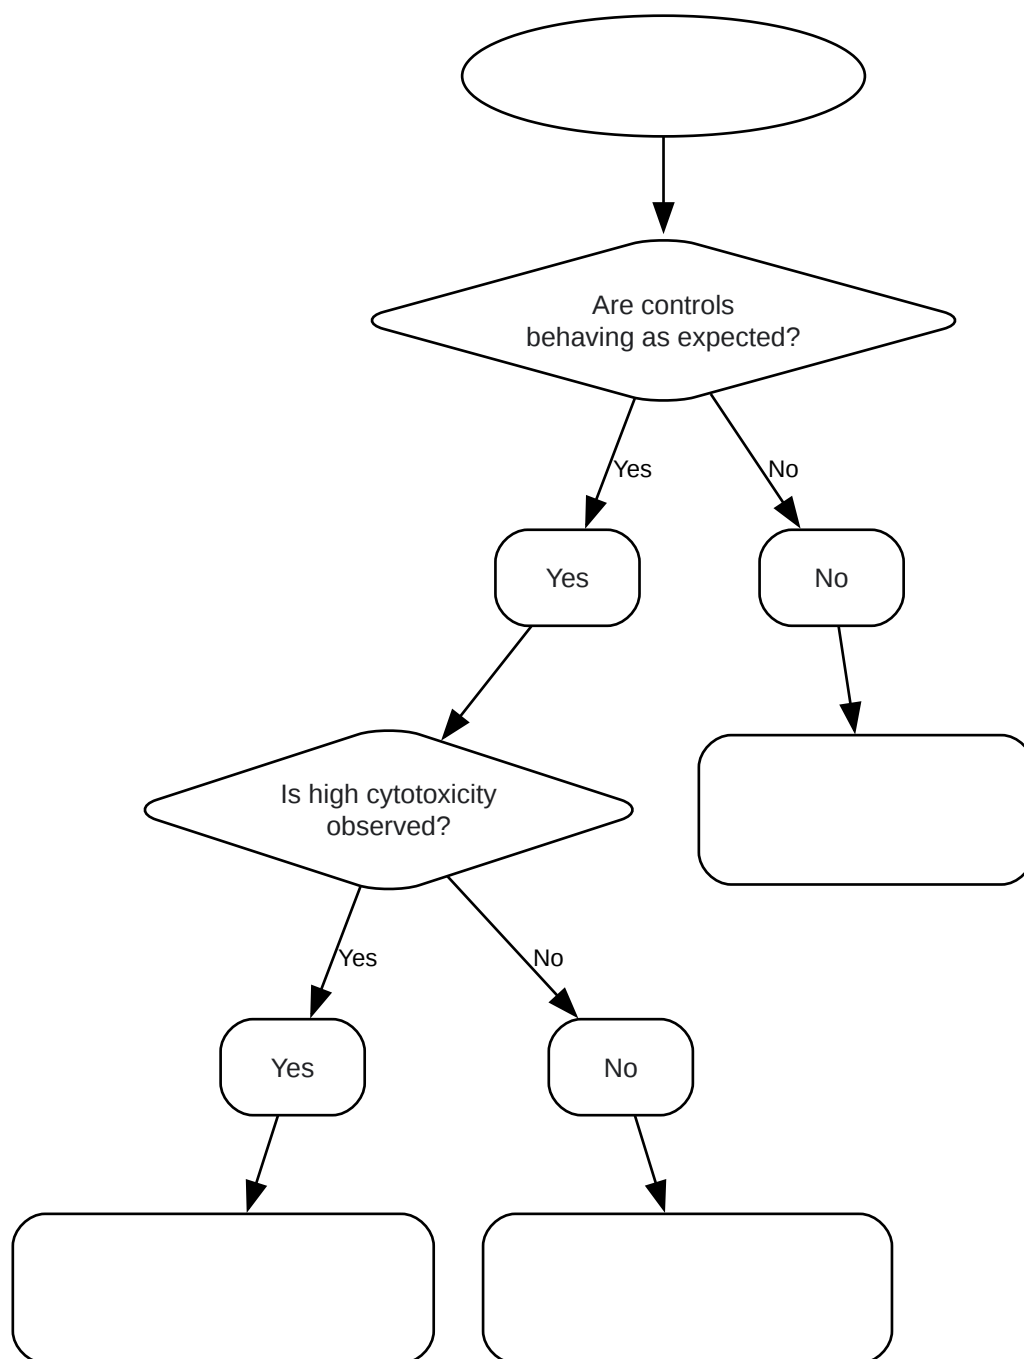 Are controls
behaving as expected?
Yes
No
Yes
No
Is high cytotoxicity
observed?
Yes
No
Yes
No